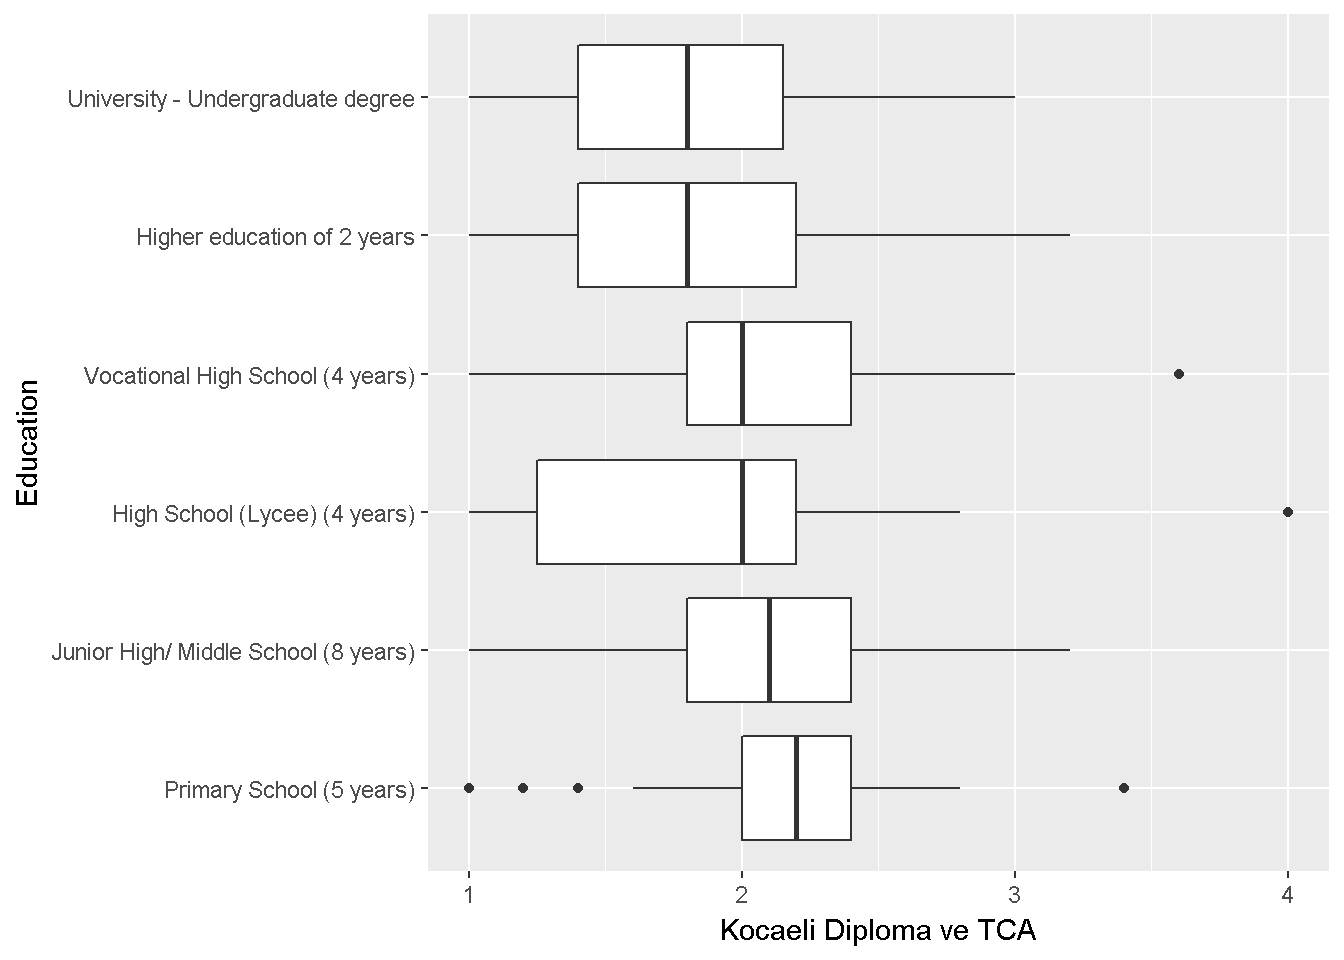 University - Undergraduate degree
Higher education of 2 years
Vocational High School (4 years)
High School (Lycee) (4 years)
Junior High/ Middle School (8 years)
Primary School (5 years)
Education
1 2 3 4
Kocaeli Diploma ve TCA